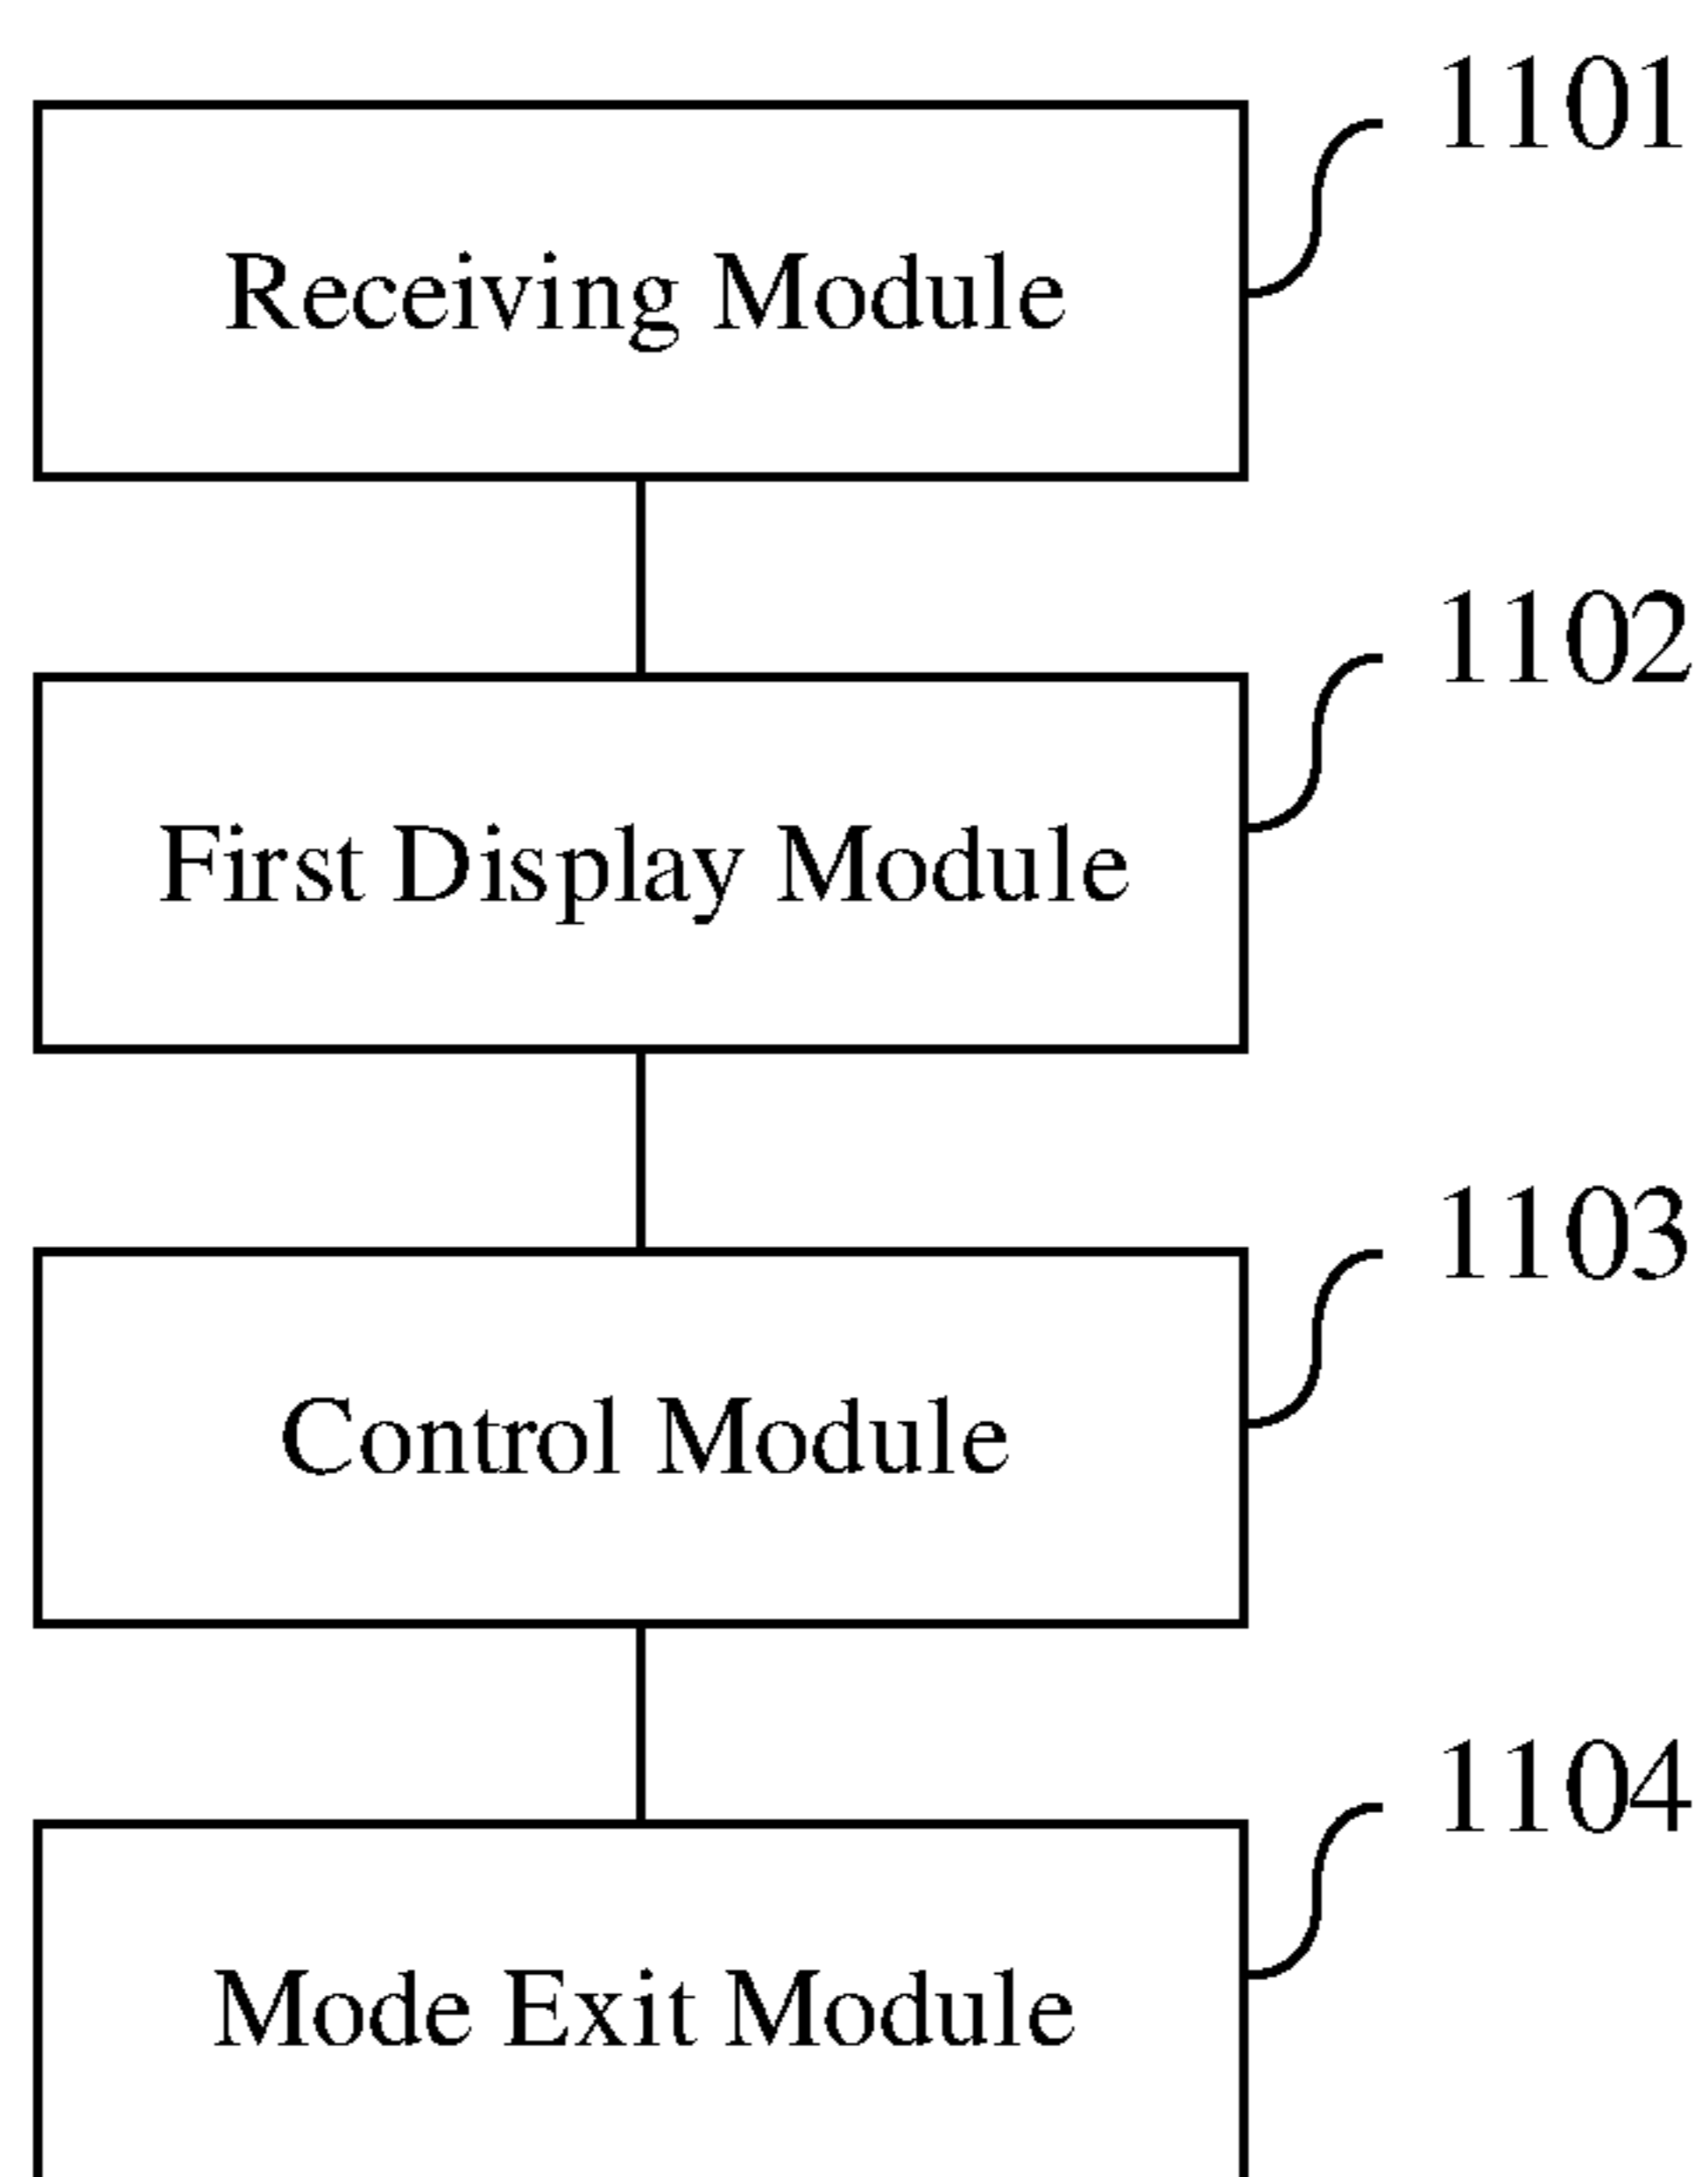 1101
Receiving Module
1102
First Display Module
1103
Control Module
1104
Mode Exit Module